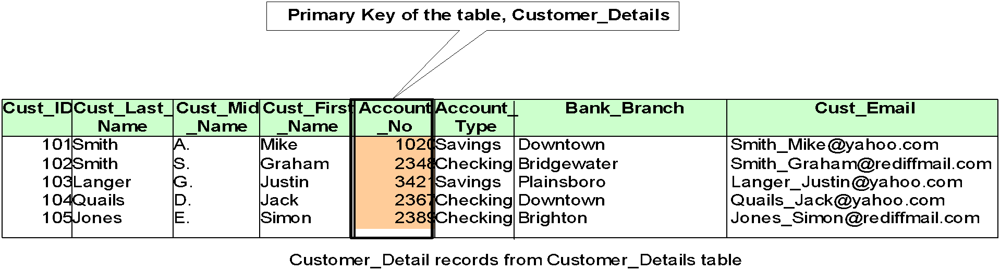 Primary Key of the table, Customer_Details
Cust_ID Cust_Last_ Cust_Mid Cust_First Account Account_ Bank_Branch Cust_Email
Name _Name _Name _No Type
101 Smith A. Mike 1020 Savings Downtown Smith_Mike@yahoo.com
102 Smith S. Graham 2348 Checking Bridgewater Smith_Graham@rediffmail.com
103 Langer G. Justin 3421 Savings Plainsboro Langer_Justin@yahoo.com
104 Quails D. Jack 2367 Checking Downtown Quails_Jack@yahoo.com
105 Jones E. Simon 2389 Checking Brighton Jones_Simon@rediffmail.com
Customer_Detail records from Customer_Details table